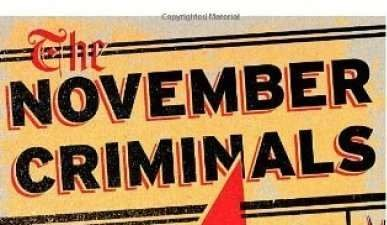 Copyrighted Material
The
NOVEMBER
CRIMINALS